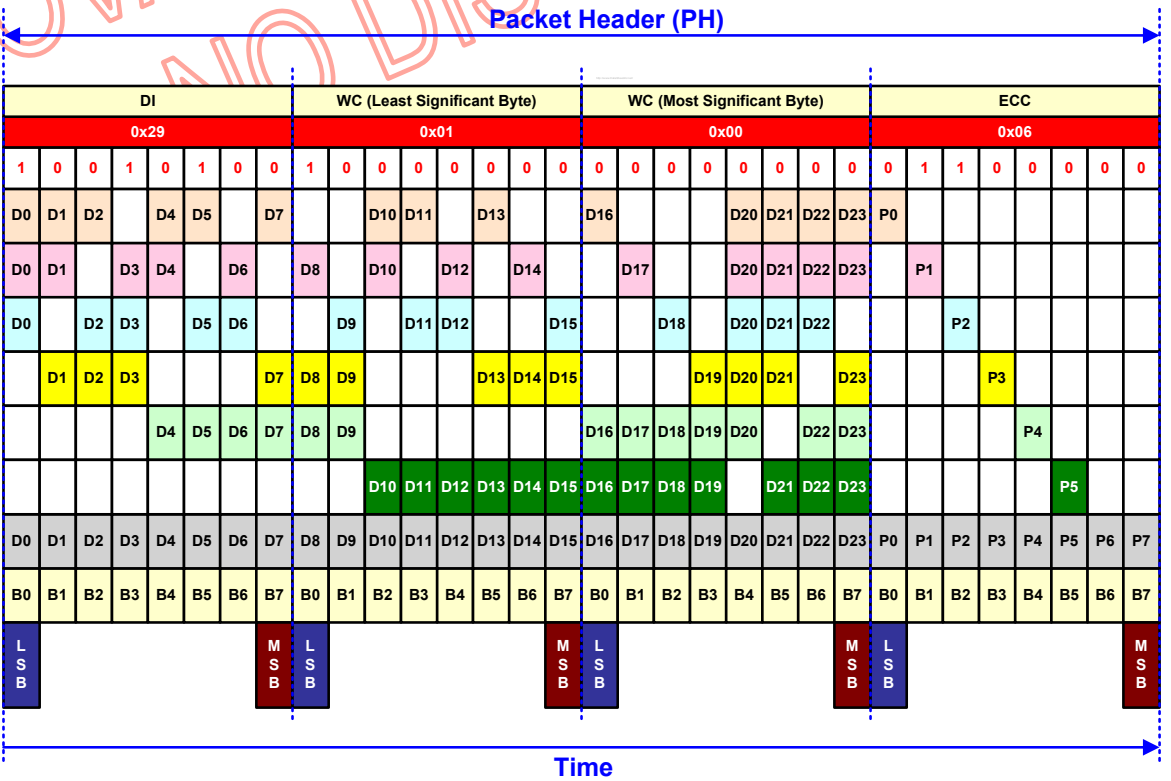 Packet Header (PH)
DI WC (Least Significant Byte) WC (Most Significant Byte) ECC
0x29 0x01 0x00 0x06
1 0 0 1 0 1 0 0 1 0 0 0 0 0 0 0 0 0 0 0 0 0 0 0 0 1 1 0 0 0 0 0
D0 D1 D2 D4 D5 D7 D10 D11 D13 D16 D20 D21 D22 D23 P0
D0 D1 D3 D4 D6 D8 D10 D12 D14 D17 D20 D21 D22 D23 P1
D0 D2 D3 D5 D6 D9 D11 D12 D15 D18 D20 D21 D22 P2
D1 D2 D3 D7 D8 D9 D13 D14 D15 D19 D20 D21 D23 P3
D4 D5 D6 D7 D8 D9 D16 D17 D18 D19 D20 D22 D23 P4
D10 D11 D12 D13 D14 D15 D16 D17 D18 D19 D21 D22 D23 P5
D0 D1 D2 D3 D4 D5 D6 D7 D8 D9 D10 D11 D12 D13 D14 D15 D16 D17 D18 D19 D20 D21 D22 D23 P0 P1 P2 P3 P4 P5 P6 P7
B0 B1 B2 B3 B4 B5 B6 B7 B0 B1 B2 B3 B4 B5 B6 B7 B0 B1 B2 B3 B4 B5 B6 B7 B0 B1 B2 B3 B4 B5 B6 B7
LSB MSB LSB MSB LSB MSB LSB MSB
Time